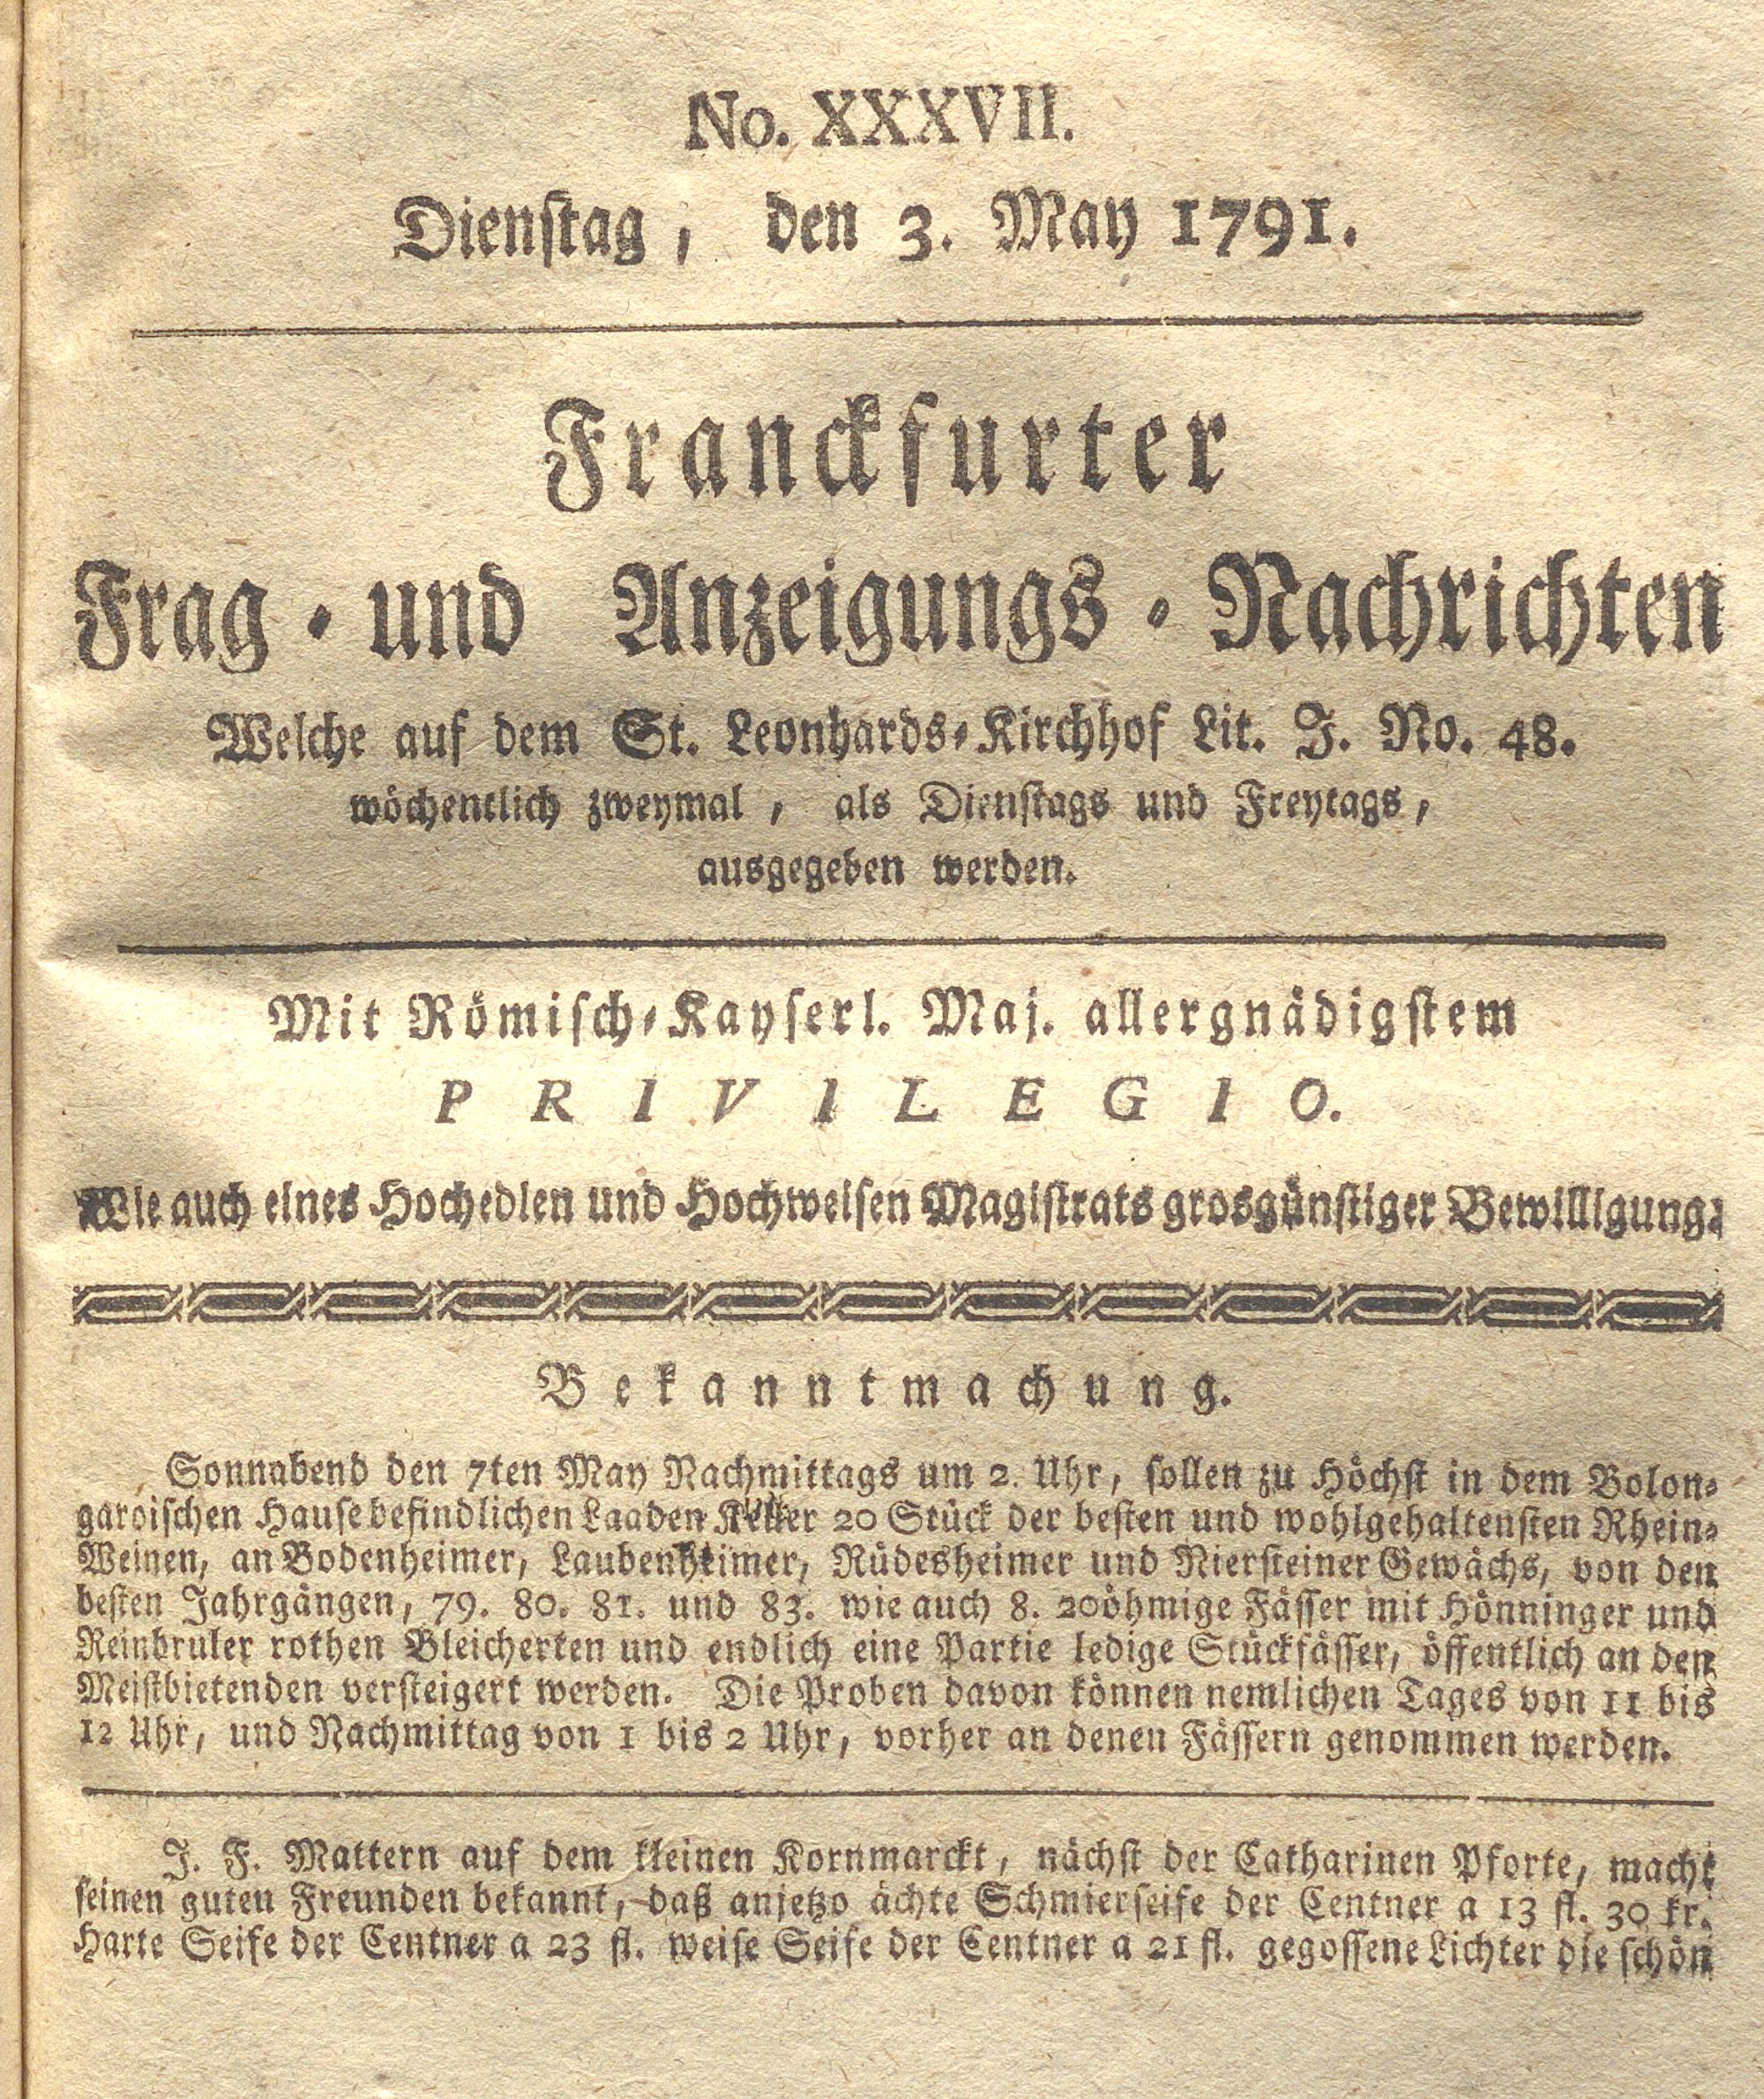 No. XXXVII.
Dienstag, den 3. May 1791.
Franckfurter
Frag- und Anzeigungs-Nachrichten
Welche auf dem St. Leonhards-Kirchhof Lit. J. No. 48.
wöchentlich zweymal, als Dienstags und Freytags,
ausgegeben werden.
Mit Römisch-Kayserl. Maj. allergnädigstem
PRIVILEGIO.
Wie auch eines Hochedlen und Hochweisen Magistrats grosgünstiger Bewilligung.
Bekanntmachung.
Sonnabend den 7ten May Nachmittags um 2. Uhr, sollen zu Höchst in dem Bolon-
garoischen Hause befindlichen Laaden Keller 20 Stück der besten und wohlgehaltensten Rhein-
Weinen, an Bodenheimer, Laubenheimer, Rüdesheimer und Niersteiner Gewächs, von den
besten Jahrgängen, 79. 80. 81. und 83. wie auch 8. 20öhmige Fässer mit Hönninger und
Reinbruler rothen Bleicherten und endlich eine Partie ledige Stückfässer, öffentlich an den
Meistbietenden versteigert werden. Die Proben davon können nemlichen Tages von 11 bis
12 Uhr, und Nachmittag von 1 bis 2 Uhr, vorher an denen Fässern genommen werden.
J. F. Mattern auf dem kleinen Kornmarckt, nächst der Catharinen Pforte, macht
seinen guten Freunden bekannt, daß anjetzo ächte Schmierseife der Centner a 13 fl. 30 kr.
Harte Seife der Centner a 23 fl. weise Seife der Centner a 21 fl. gegossene Lichter die schön